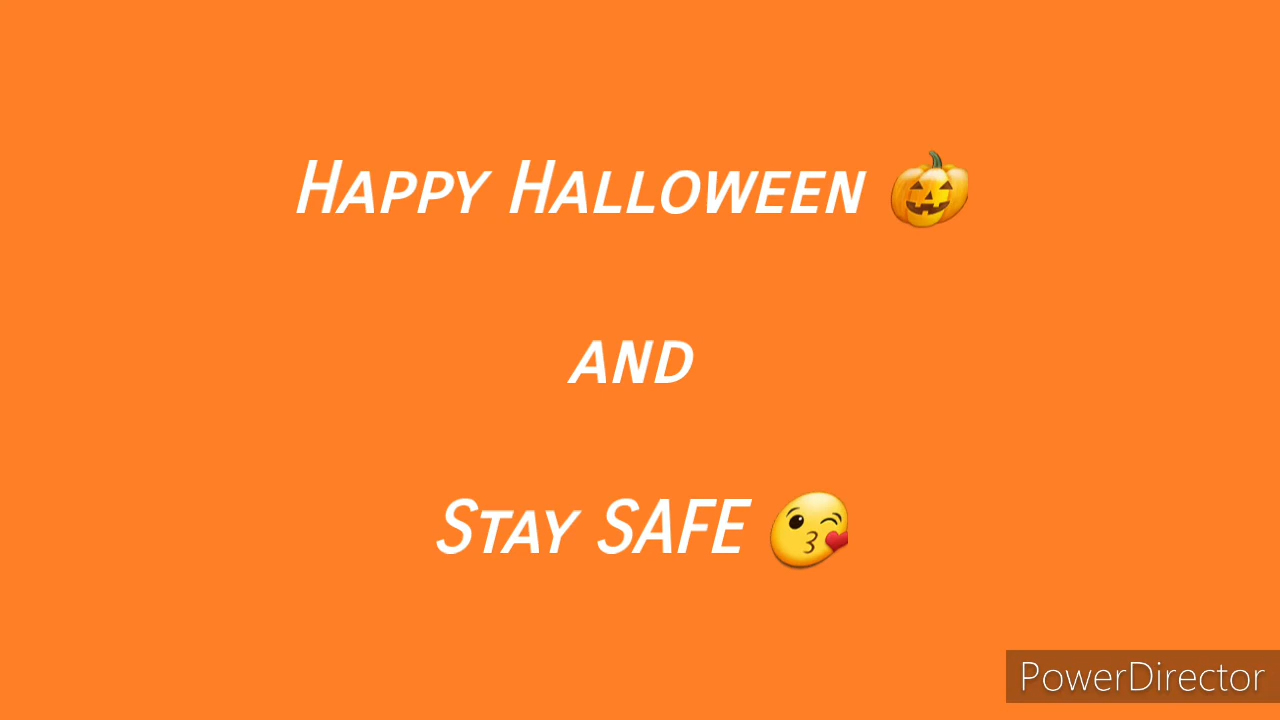 Happy Halloween 🎃
and
Stay SAFE 😘
PowerDirector